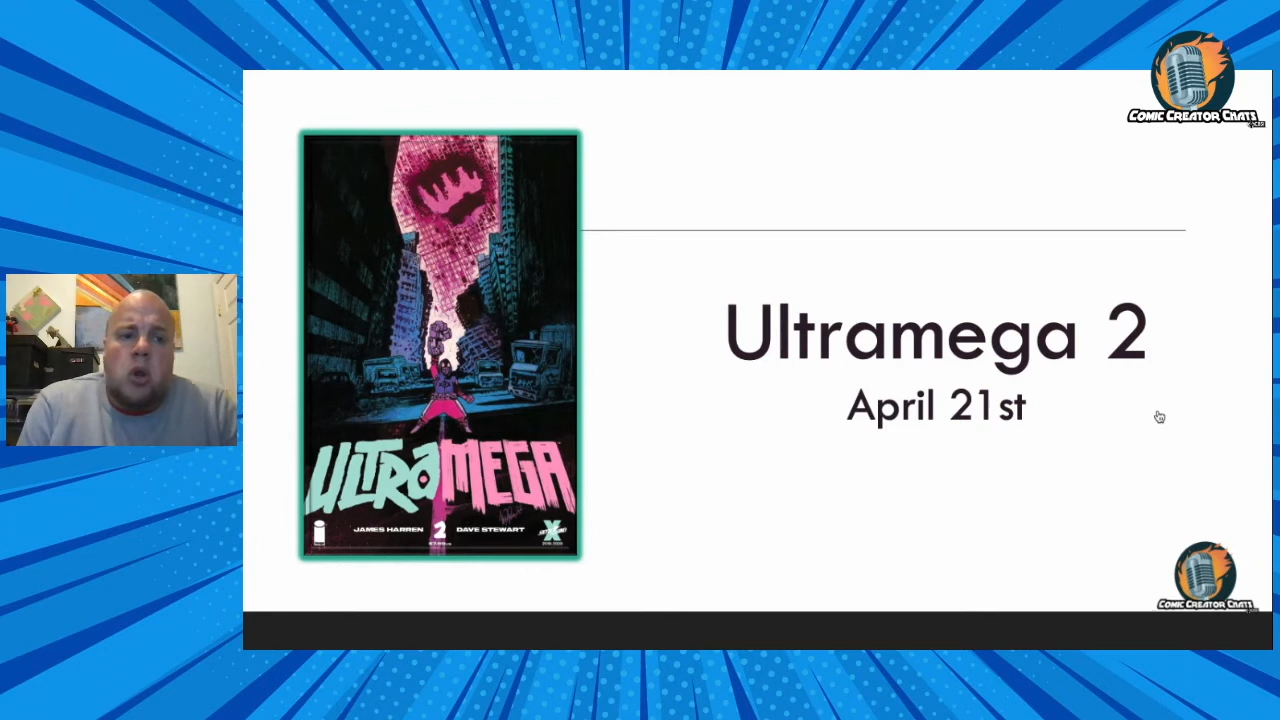 COMIC CREATOR CHATS
Ultramega 2
April 21st
ULTRAMEGA
JAMES HARREN 2 DAVE STEWART
COMIC CREATOR CHATS